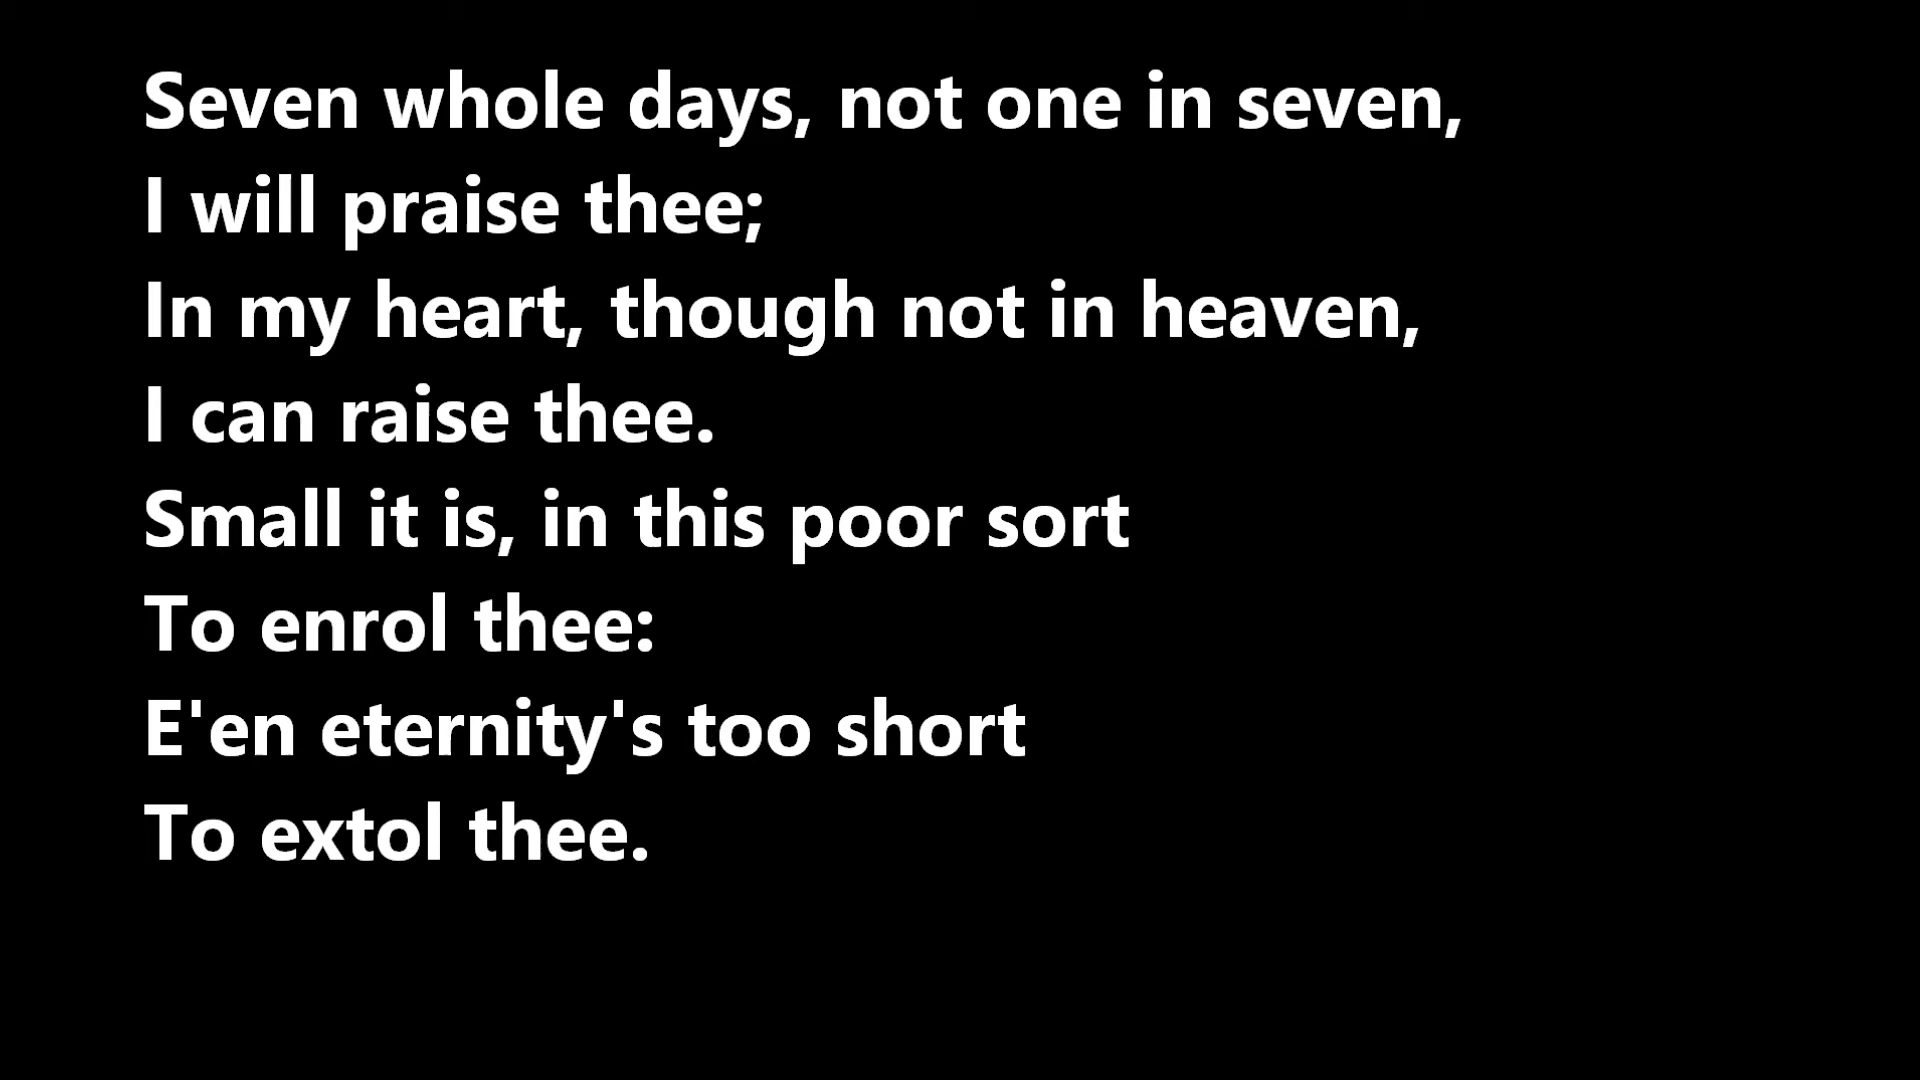 Seven whole days, not one in seven,
I will praise thee;
In my heart, though not in heaven,
I can raise thee.
Small it is, in this poor sort
To enrol thee:
E'en eternity's too short
To extol thee.